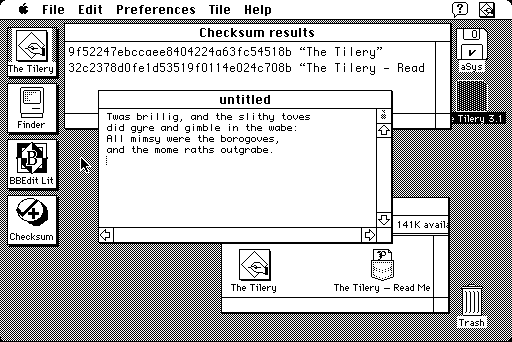 File Edit Preferences Tile Help
Checksum results
9f52247ebccaee8404224a63fc54518b “The Tilery”
32c2378d0fe1d53519f0114e024c708b “The Tilery – Read
The Tilery
Finder
BBEdit Lit
Checksum
aSys
Tilery 3.1
untitled
Twas brillig, and the slithy toves
did gyre and gimble in the wabe:
All mimsy were the borogoves,
and the mome raths outgrabe.
141K availa
The Tilery
The Tilery – Read Me
Trash